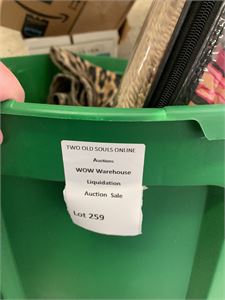 TWO OLD SOULS ONLINE
Auctions
WOW Warehouse
Liquidation
Auction Sale
Lot 259